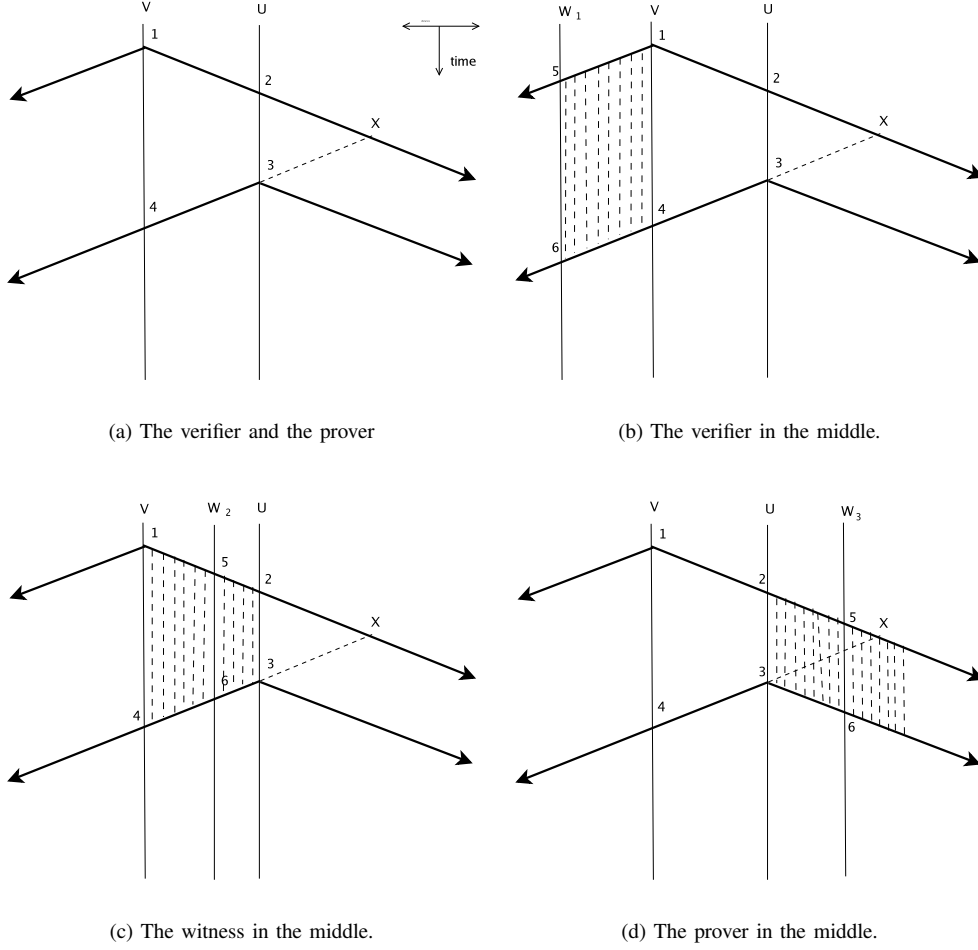 V U
1
2
X
3
4
time
(a) The verifier and the prover
W 1 V U
1
5
2
X
3
4
6
(b) The verifier in the middle.
V W 2 U
1
5
2
X
3
6
4
(c) The witness in the middle.
V U W3
1
2
5
X
3
4
6
(d) The prover in the middle.